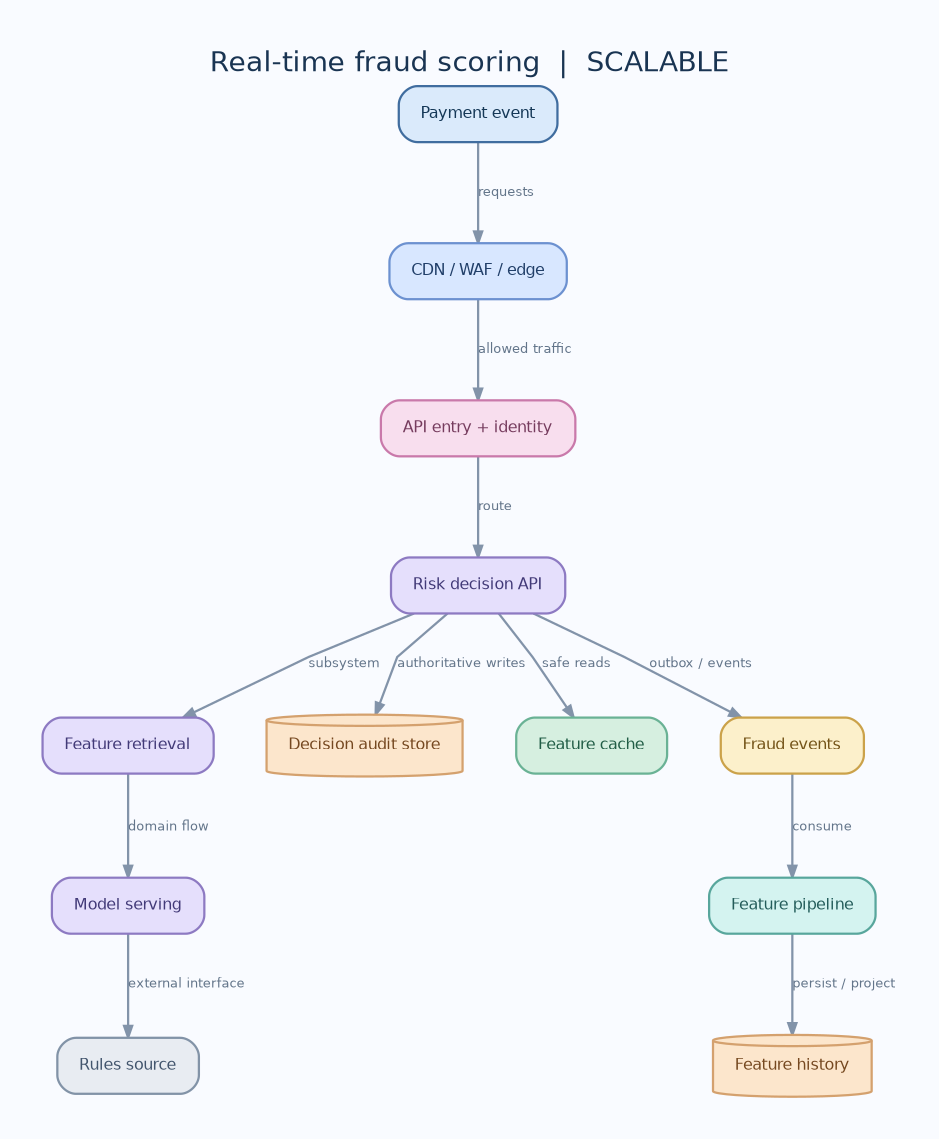 Real-time fraud scoring | SCALABLE
Payment event
requests
CDN / WAF / edge
allowed traffic
API entry + identity
route
Risk decision API
subsystem
authoritative writes
safe reads
outbox / events
Feature retrieval
Decision audit store
Feature cache
Fraud events
domain flow
consume
Model serving
Feature pipeline
external interface
persist / project
Rules source
Feature history